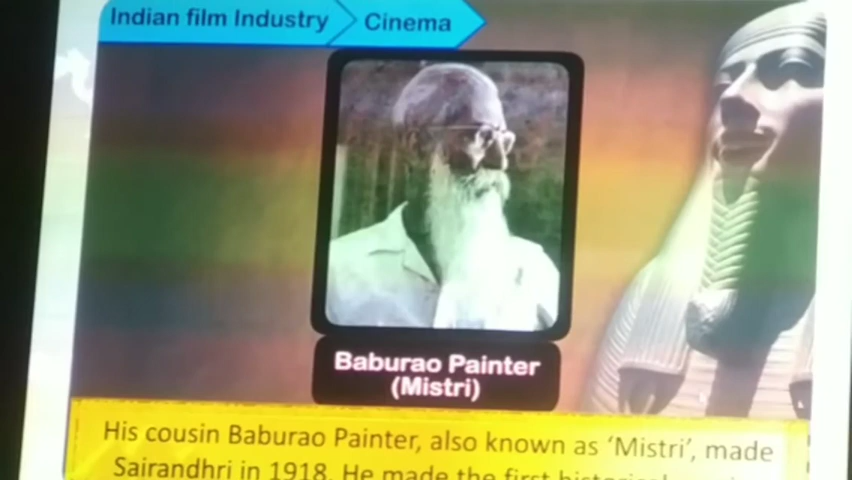 Indian film Industry Cinema
Baburao Painter
(Mistri)
His cousin Baburao Painter, also known as ‘Mistri’, made
Sairandhri in 1918. He made the first historical